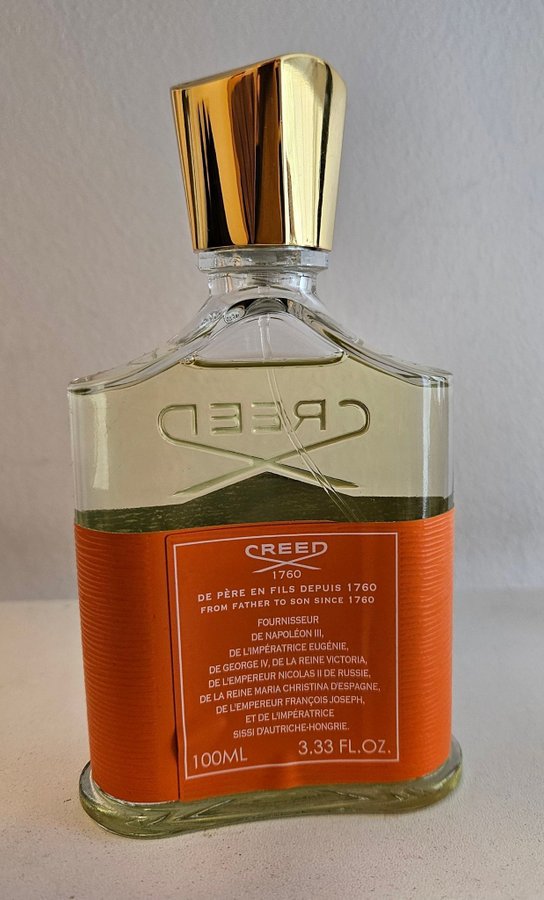 CREED
CREED
1760
DE PÈRE EN FILS DEPUIS 1760
FROM FATHER TO SON SINCE 1760
FOURNISSEUR
DE NAPOLÉON III,
DE L'IMPÉRATRICE EUGÉNIE,
DE GEORGE IV, DE LA REINE VICTORIA,
DE L'EMPEREUR NICOLAS II DE RUSSIE,
DE LA REINE MARIA CHRISTINA D'ESPAGNE,
DE L'EMPEREUR FRANÇOIS JOSEPH,
ET DE L'IMPÉRATRICE
SISSI D'AUTRICHE-HONGRIE.
100ML 3.33 FL.OZ.